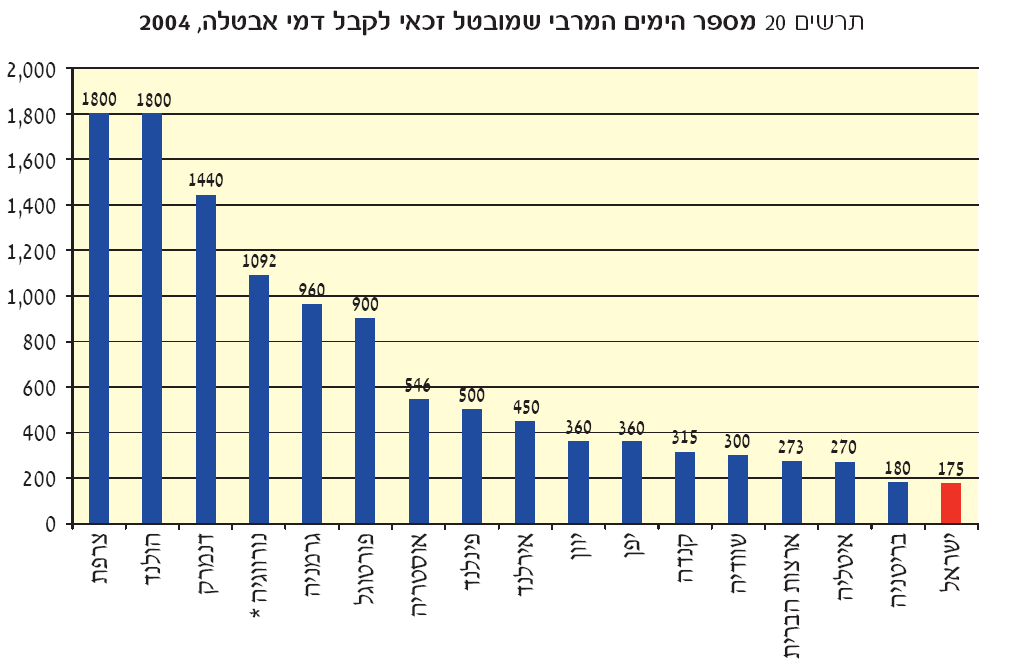 תרשים 20 מספר הימים המרבי שמובטל זכאי לקבל דמי אבטלה, 2004
2,000
1,800
1,600
1,400
1,200
1,000
800
600
400
200
0
1800
1800
1440
1092
960
900
546
500
450
360
360
315
300
273
270
180
175
צרפת
הולנד
דנמרק
נורווגיה*
גרמניה
פורטוגל
אוסטריה
פינלנד
אירלנד
יוון
יפן
קנדה
שוודיה
ארצות הברית
איטליה
בריטניה
ישראל